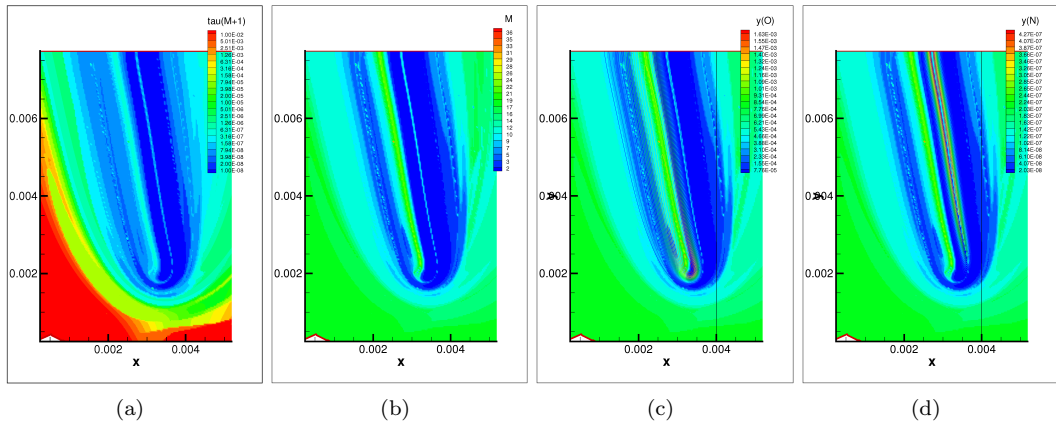 tau(M+1)
1.00E-02
5.01E-03
2.51E-03
1.26E-03
6.31E-04
3.16E-04
1.58E-04
7.94E-05
3.98E-05
2.00E-05
1.00E-05
5.01E-06
2.51E-06
1.26E-06
6.31E-07
3.16E-07
1.58E-07
7.94E-08
3.98E-08
2.00E-08
1.00E-08
0.006
0.004
0.002
0.002 0.004
x
(a)
M
36
35
33
31
29
28
26
24
22
21
19
17
16
14
12
10
9
7
5
3
2
0.006
0.004
0.002
0.002 0.004
x
(b)
y(O)
1.63E-03
1.55E-03
1.47E-03
1.40E-03
1.32E-03
1.24E-03
1.16E-03
1.09E-03
1.01E-03
9.31E-04
8.54E-04
7.76E-04
6.99E-04
6.21E-04
5.43E-04
4.66E-04
3.88E-04
3.10E-04
2.33E-04
1.55E-04
7.76E-05
0.006
0.004
0.002
0.002 0.004
x
(c)
y(N)
4.27E-07
4.07E-07
3.87E-07
3.66E-07
3.46E-07
3.26E-07
3.05E-07
2.85E-07
2.65E-07
2.44E-07
2.24E-07
2.03E-07
1.83E-07
1.63E-07
1.42E-07
1.22E-07
1.02E-07
8.14E-08
6.10E-08
4.07E-08
2.03E-08
0.006
0.004
0.002
0.002 0.004
x
(d)